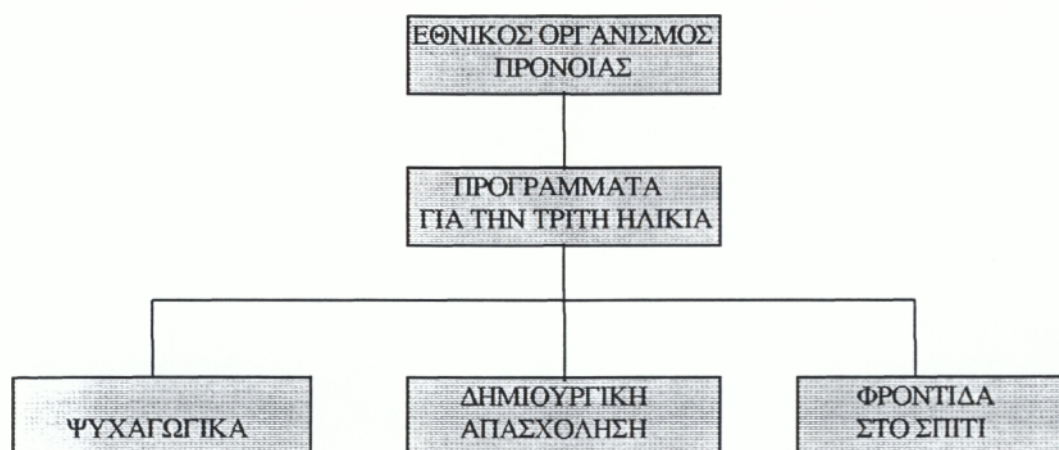 ΕΘΝΙΚΟΣ ΟΡΓΑΝΙΣΜΟΣ
ΠΡΟΝΟΙΑΣ
ΠΡΟΓΡΑΜΜΑΤΑ
ΓΙΑ ΤΗΝ ΤΡΙΤΗ ΗΛΙΚΙΑ
ΨΥΧΑΓΩΓΙΚΑ
ΔΗΜΙΟΥΡΓΙΚΗ
ΑΠΑΣΧΟΛΗΣΗ
ΦΡΟΝΤΙΔΑ
ΣΤΟ ΣΠΙΤΙ